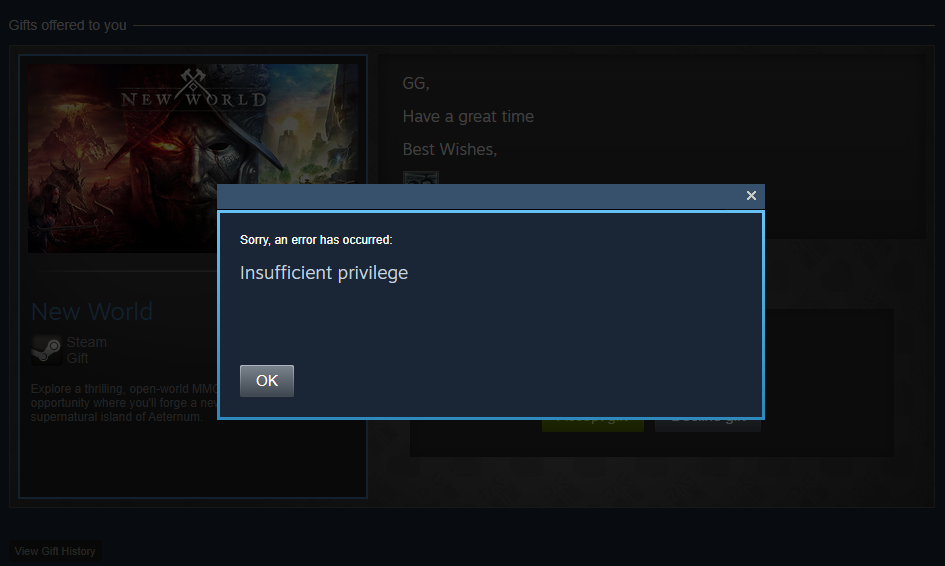 Gifts offered to you
NEW WORLD
GG,
Have a great time
Best Wishes,
Sorry, an error has occurred:
Insufficient privilege
OK
New World
Steam
Gift
Explore a thrilling, open-world MMO
opportunity where you'll forge a new
supernatural island of Aeternum.
View Gift History